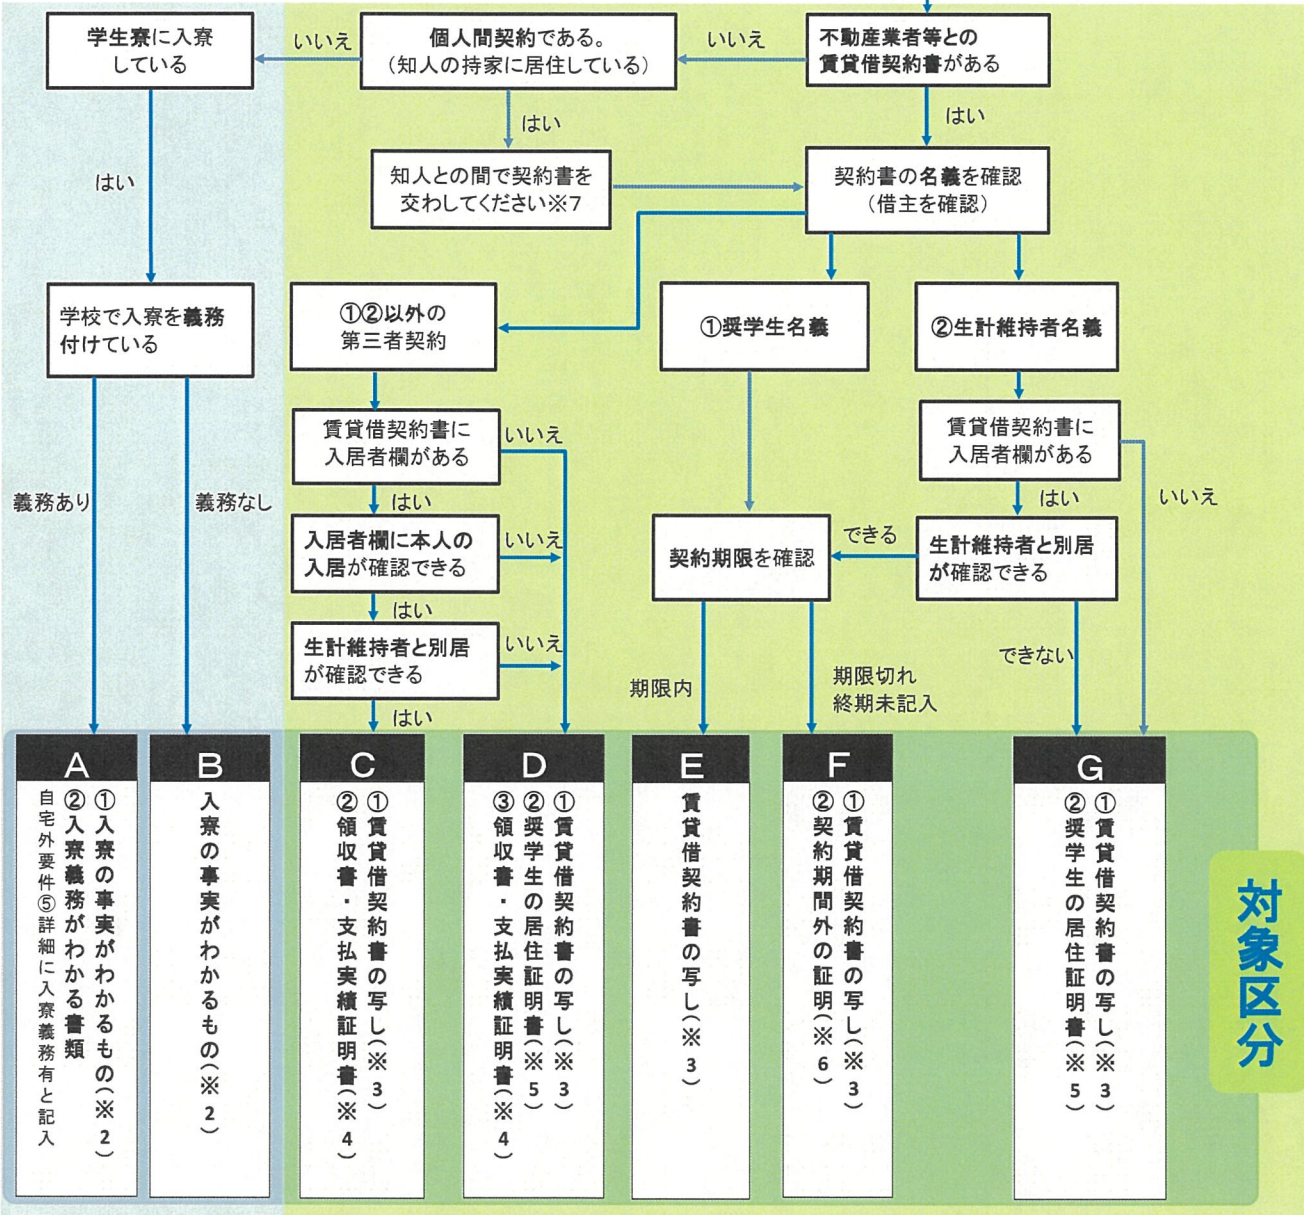 学生寮に入寮
している
いいえ
個人間契約である。
（知人の持家に居住している）
いいえ
不動産業者等との
賃貸借契約書がある
はい
はい
はい
知人との間で契約書を
交わしてください※7
契約書の名義を確認
（借主を確認）
学校で入寮を義務
付けている
①②以外の
第三者契約
①奨学生名義
②生計維持者名義
賃貸借契約書に
入居者欄がある
いいえ
賃貸借契約書に
入居者欄がある
義務あり
義務なし
はい
はい
いいえ
入居者欄に本人の
入居が確認できる
いいえ
契約期限を確認
できる
生計維持者と別居
が確認できる
はい
生計維持者と別居
が確認できる
いいえ
できない
期限内
期限切れ
終期未記入
はい
A
①入寮の事実がわかるもの（※2）
②入寮義務がわかる書類
自宅外要件⑤詳細に入寮義務有と記入
B
入寮の事実がわかるもの（※2）
C
①賃貸借契約書の写し（※3）
②領収書・支払実績証明書（※4）
D
①賃貸借契約書の写し（※3）
②奨学生の居住証明書（※5）
③領収書・支払実績証明書（※4）
E
賃貸借契約書の写し（※3）
F
①賃貸借契約書の写し（※3）
②契約期間外の証明（※6）
G
①賃貸借契約書の写し（※3）
②奨学生の居住証明書（※5）
対象区分